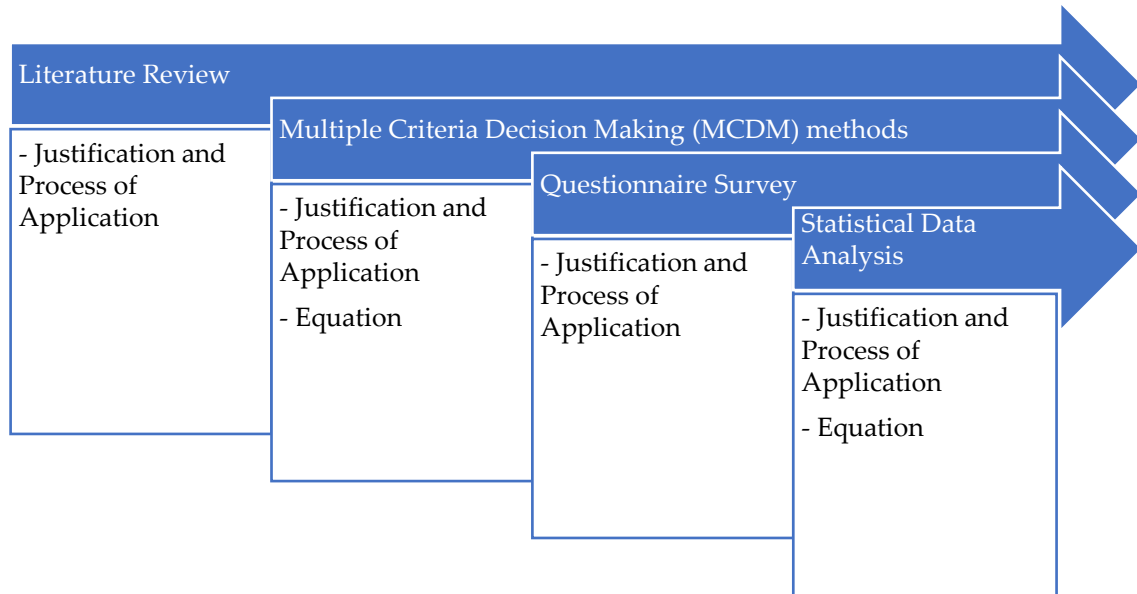 Literature Review
- Justification and
Process of
Application
Multiple Criteria Decision Making (MCDM) methods
- Justification and
Process of
Application
- Equation
Questionnaire Survey
- Justification and
Process of
Application
Statistical Data
Analysis
- Justification and
Process of
Application
- Equation